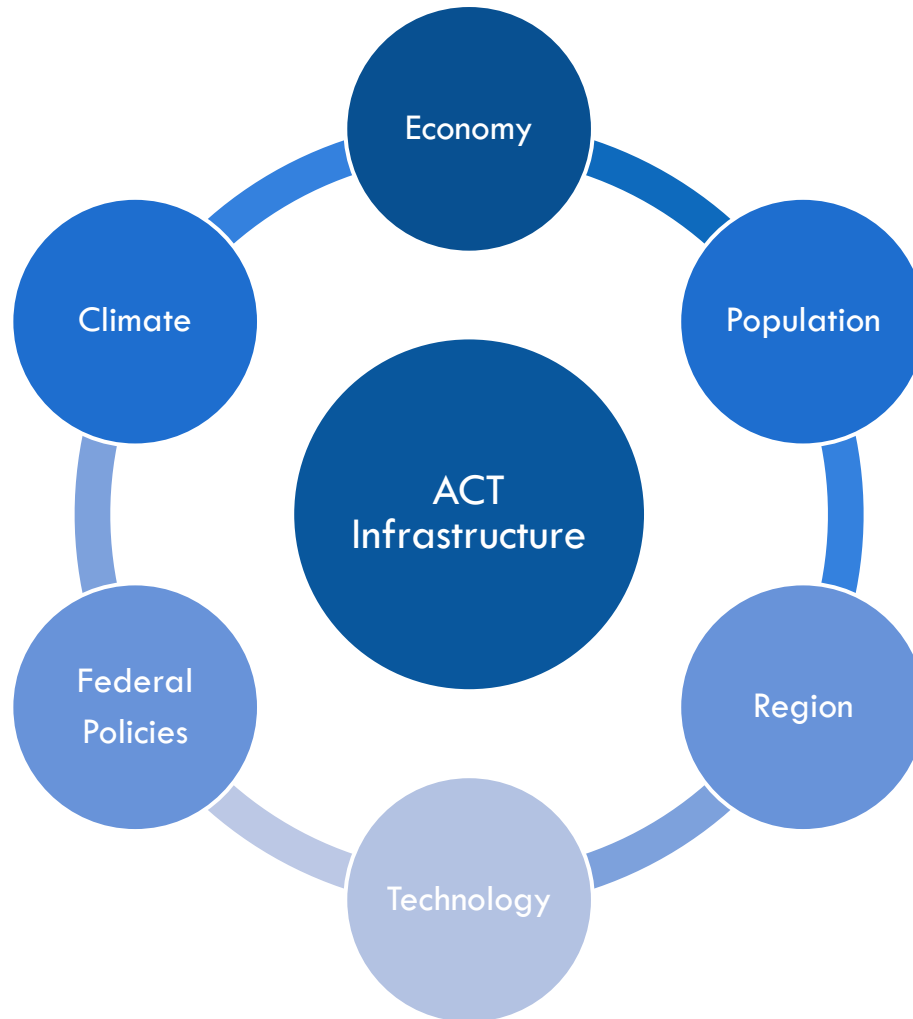 Economy
Climate
Population
ACT
Infrastructure
Federal
Policies
Region
Technology